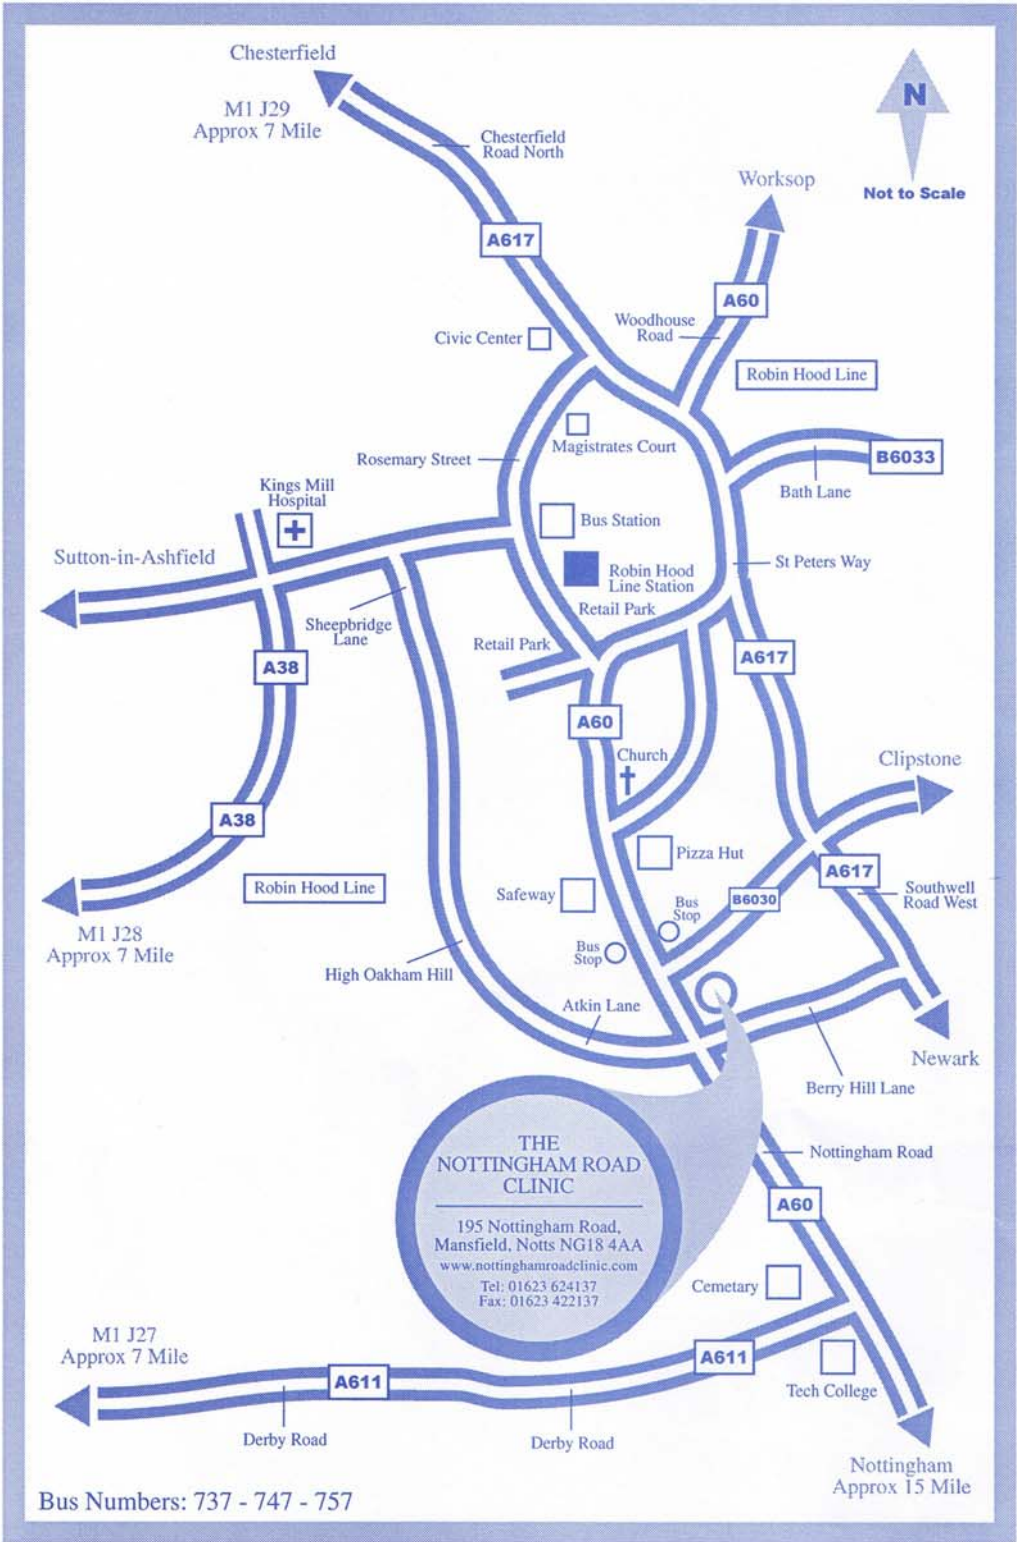 Chesterfield
M1 J29
Approx 7 Mile
Chesterfield
Road North
N
Not to Scale
Worksop
A617
A60
Woodhouse
Road
Civic Center
Robin Hood Line
Magistrates Court
Rosemary Street
B6033
Bath Lane
Kings Mill
Hospital
Bus Station
Sutton-in-Ashfield
St Peters Way
Robin Hood
Line Station
Retail Park
Sheepbridge
Lane
Retail Park
A38
A617
A60
Church
Clipstone
A38
Pizza Hut
A617
Robin Hood Line
Safeway
B6030
Southwell
Road West
Bus
Stop
Bus
Stop
M1 J28
Approx 7 Mile
High Oakham Hill
Atkin Lane
Newark
Berry Hill Lane
THE
NOTTINGHAM ROAD
CLINIC
195 Nottingham Road,
Mansfield, Notts NG18 4AA
www.nottinghamroadclinic.com
Tel: 01623 624137
Fax: 01623 422137
Nottingham Road
A60
Cemetary
M1 J27
Approx 7 Mile
A611
A611
Tech College
Derby Road
Derby Road
Nottingham
Approx 15 Mile
Bus Numbers: 737 - 747 - 757